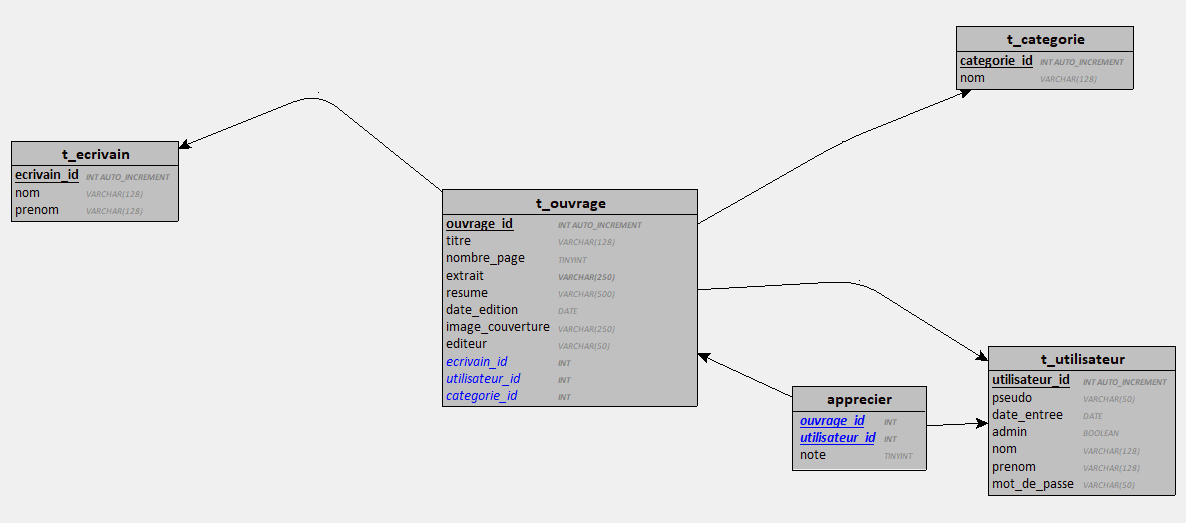 t_categorie
categorie_id INT AUTO_INCREMENT
nom VARCHAR(128)
t_ecrivain
ecrivain_id INT AUTO_INCREMENT
nom VARCHAR(128)
prenom VARCHAR(128)
t_ouvrage
ouvrage_id INT AUTO_INCREMENT
titre VARCHAR(128)
nombre_page TINYINT
extrait VARCHAR(250)
resume VARCHAR(500)
date_edition DATE
image_couverture VARCHAR(250)
editeur VARCHAR(50)
ecrivain_id INT
utilisateur_id INT
categorie_id INT
t_utilisateur
utilisateur_id INT AUTO_INCREMENT
pseudo VARCHAR(50)
date_entree DATE
admin BOOLEAN
nom VARCHAR(128)
prenom VARCHAR(128)
mot_de_passe VARCHAR(50)
apprecier
ouvrage_id INT
utilisateur_id INT
note TINYINT